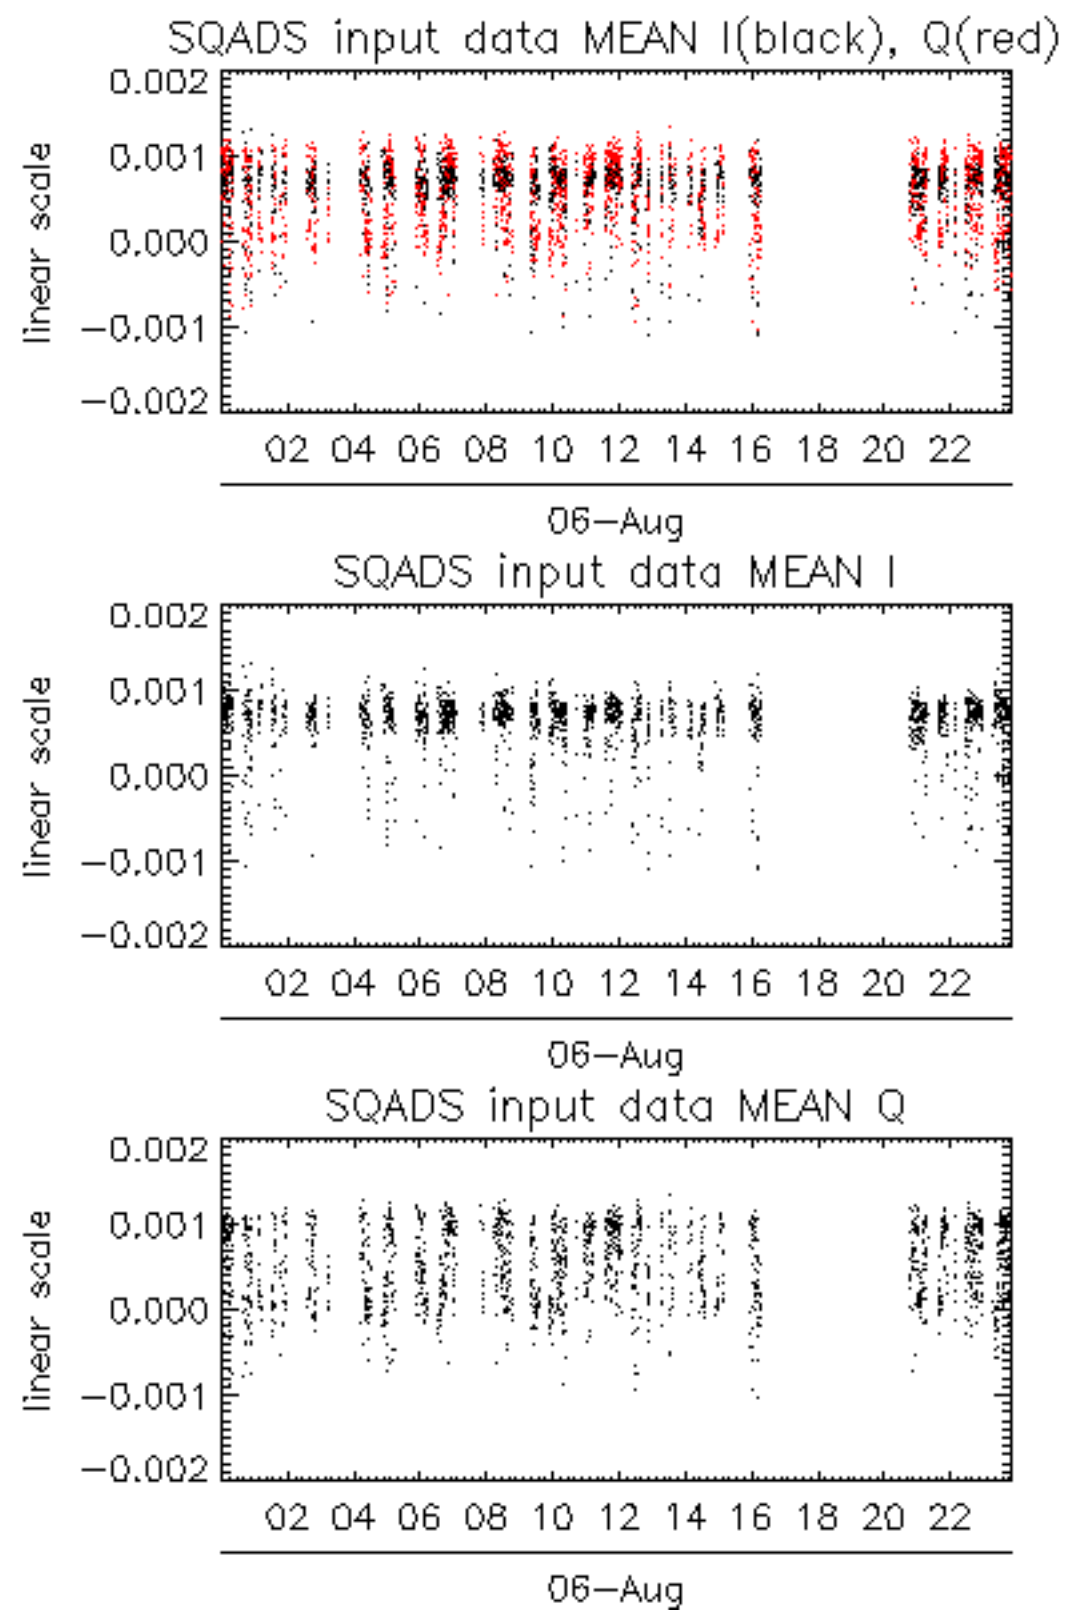 SQADS input data MEAN I(black), Q(red)
0.002
0.001
0.000
−0.001
−0.002
linear scale
02 04 06 08 10 12 14 16 18 20 22
06−Aug
SQADS input data MEAN I
0.002
0.001
0.000
−0.001
−0.002
linear scale
02 04 06 08 10 12 14 16 18 20 22
06−Aug
SQADS input data MEAN Q
0.002
0.001
0.000
−0.001
−0.002
linear scale
02 04 06 08 10 12 14 16 18 20 22
06−Aug